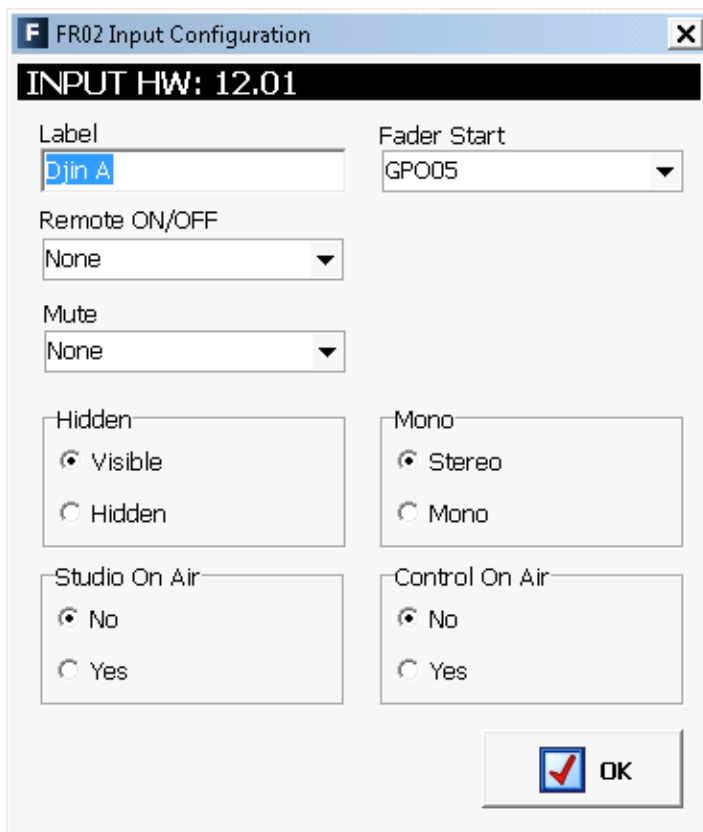 F FR02 Input Configuration
INPUT HW: 12.01
Label
Fader Start
Djin A
GPO05
Remote ON/OFF
None
Mute
None
Hidden
Mono
Visible
Stereo
Hidden
Mono
Studio On Air
Control On Air
No
No
Yes
Yes
OK